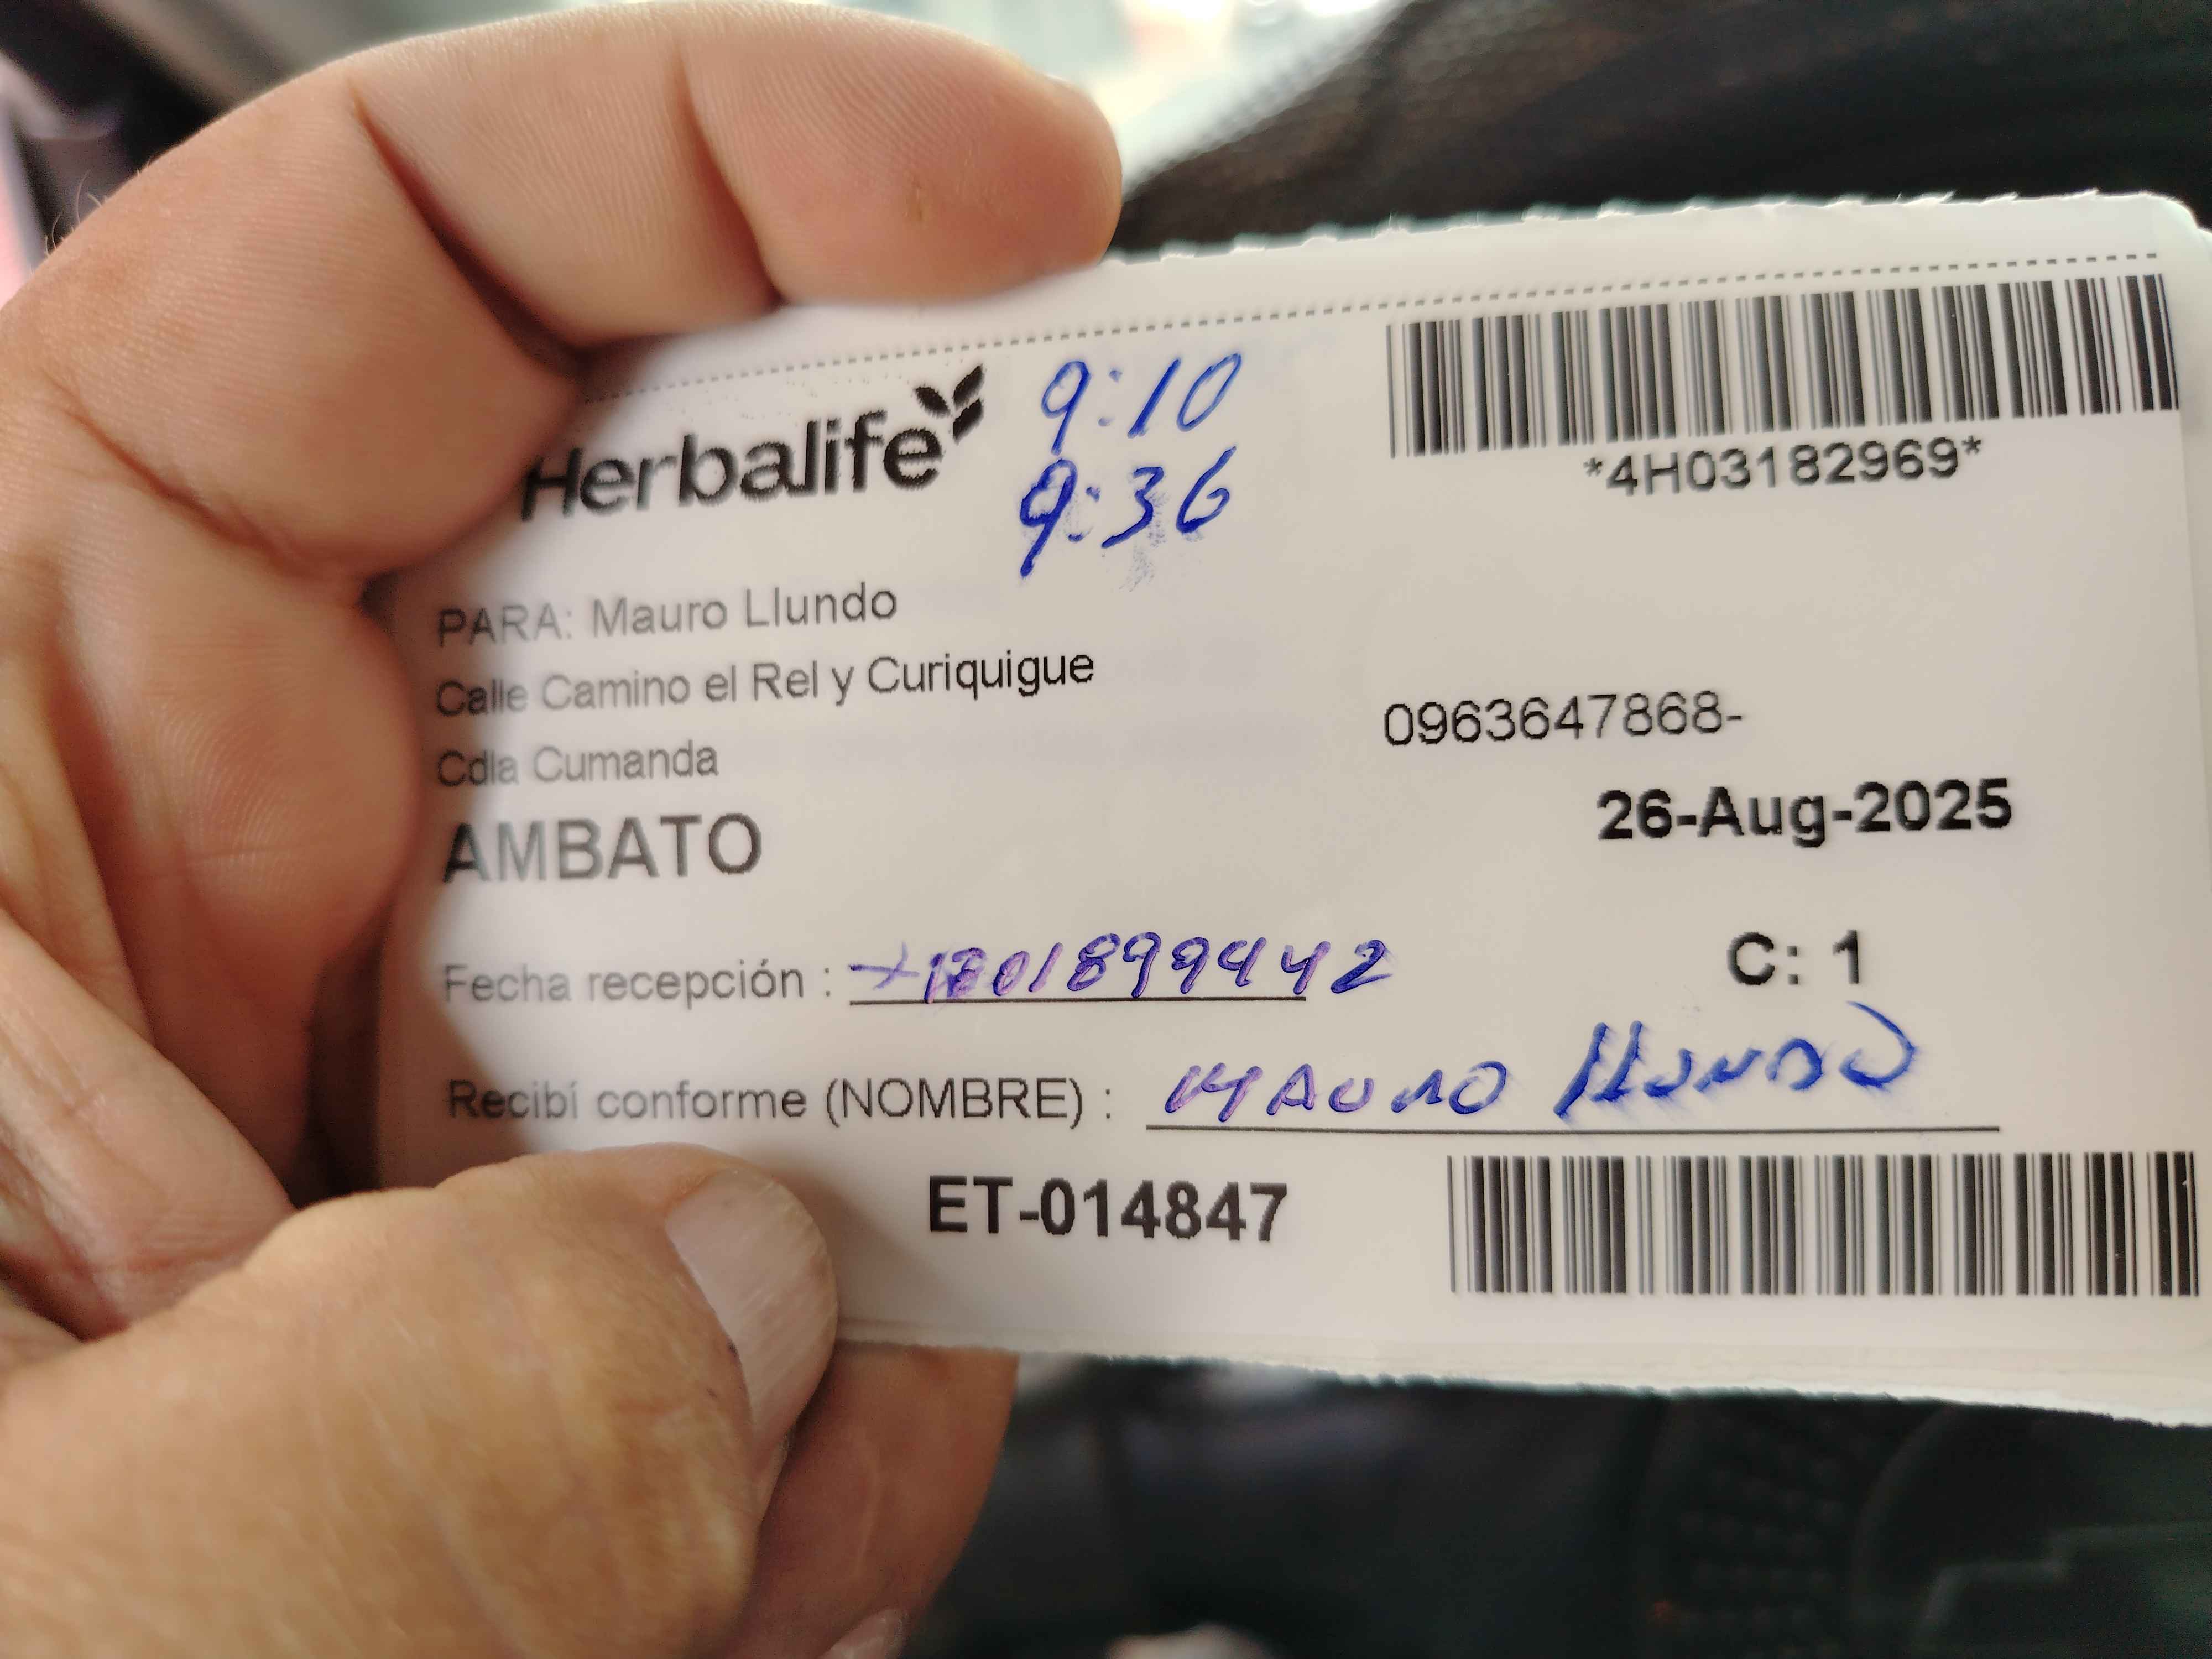 Herbalife
9:10
9:36
*4H03182969*
PARA: Mauro Llundo
Calle Camino el Rel y Curiquigue
Cdla Cumanda
AMBATO
0963647868-
26-Aug-2025
C: 1
Fecha recepción : 1801899442
Recibí conforme (NOMBRE) : MAURO llundo
ET-014847